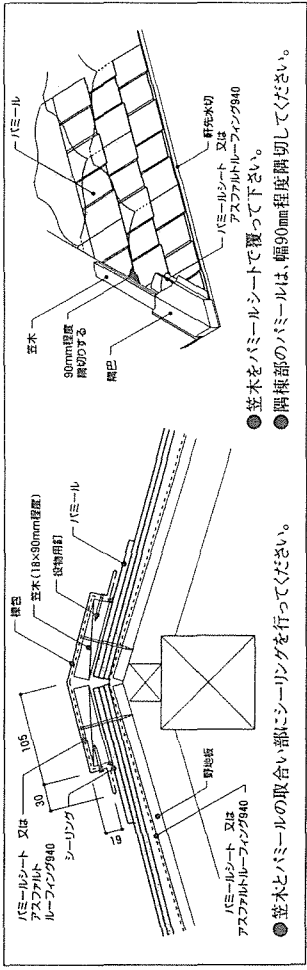 棟包
笠木(18×90mm程度)
役物用釘
パミール
105
30
19
パミールシート 又は
アスファルト
ルーフィング940
シーリング
野地板
パミールシート 又は
アスファルトルーフィング940
●笠木とパミールの取合い部にシーリングを行ってください。
パミール
笠木
90mm程度
隅切りする
隅巴
軒先水切
パミールシート 又は
アスファルトルーフィング940
●笠木をパミールシートで覆って下さい。
●隅棟部のパミールは、幅90mm程度隅切してください。